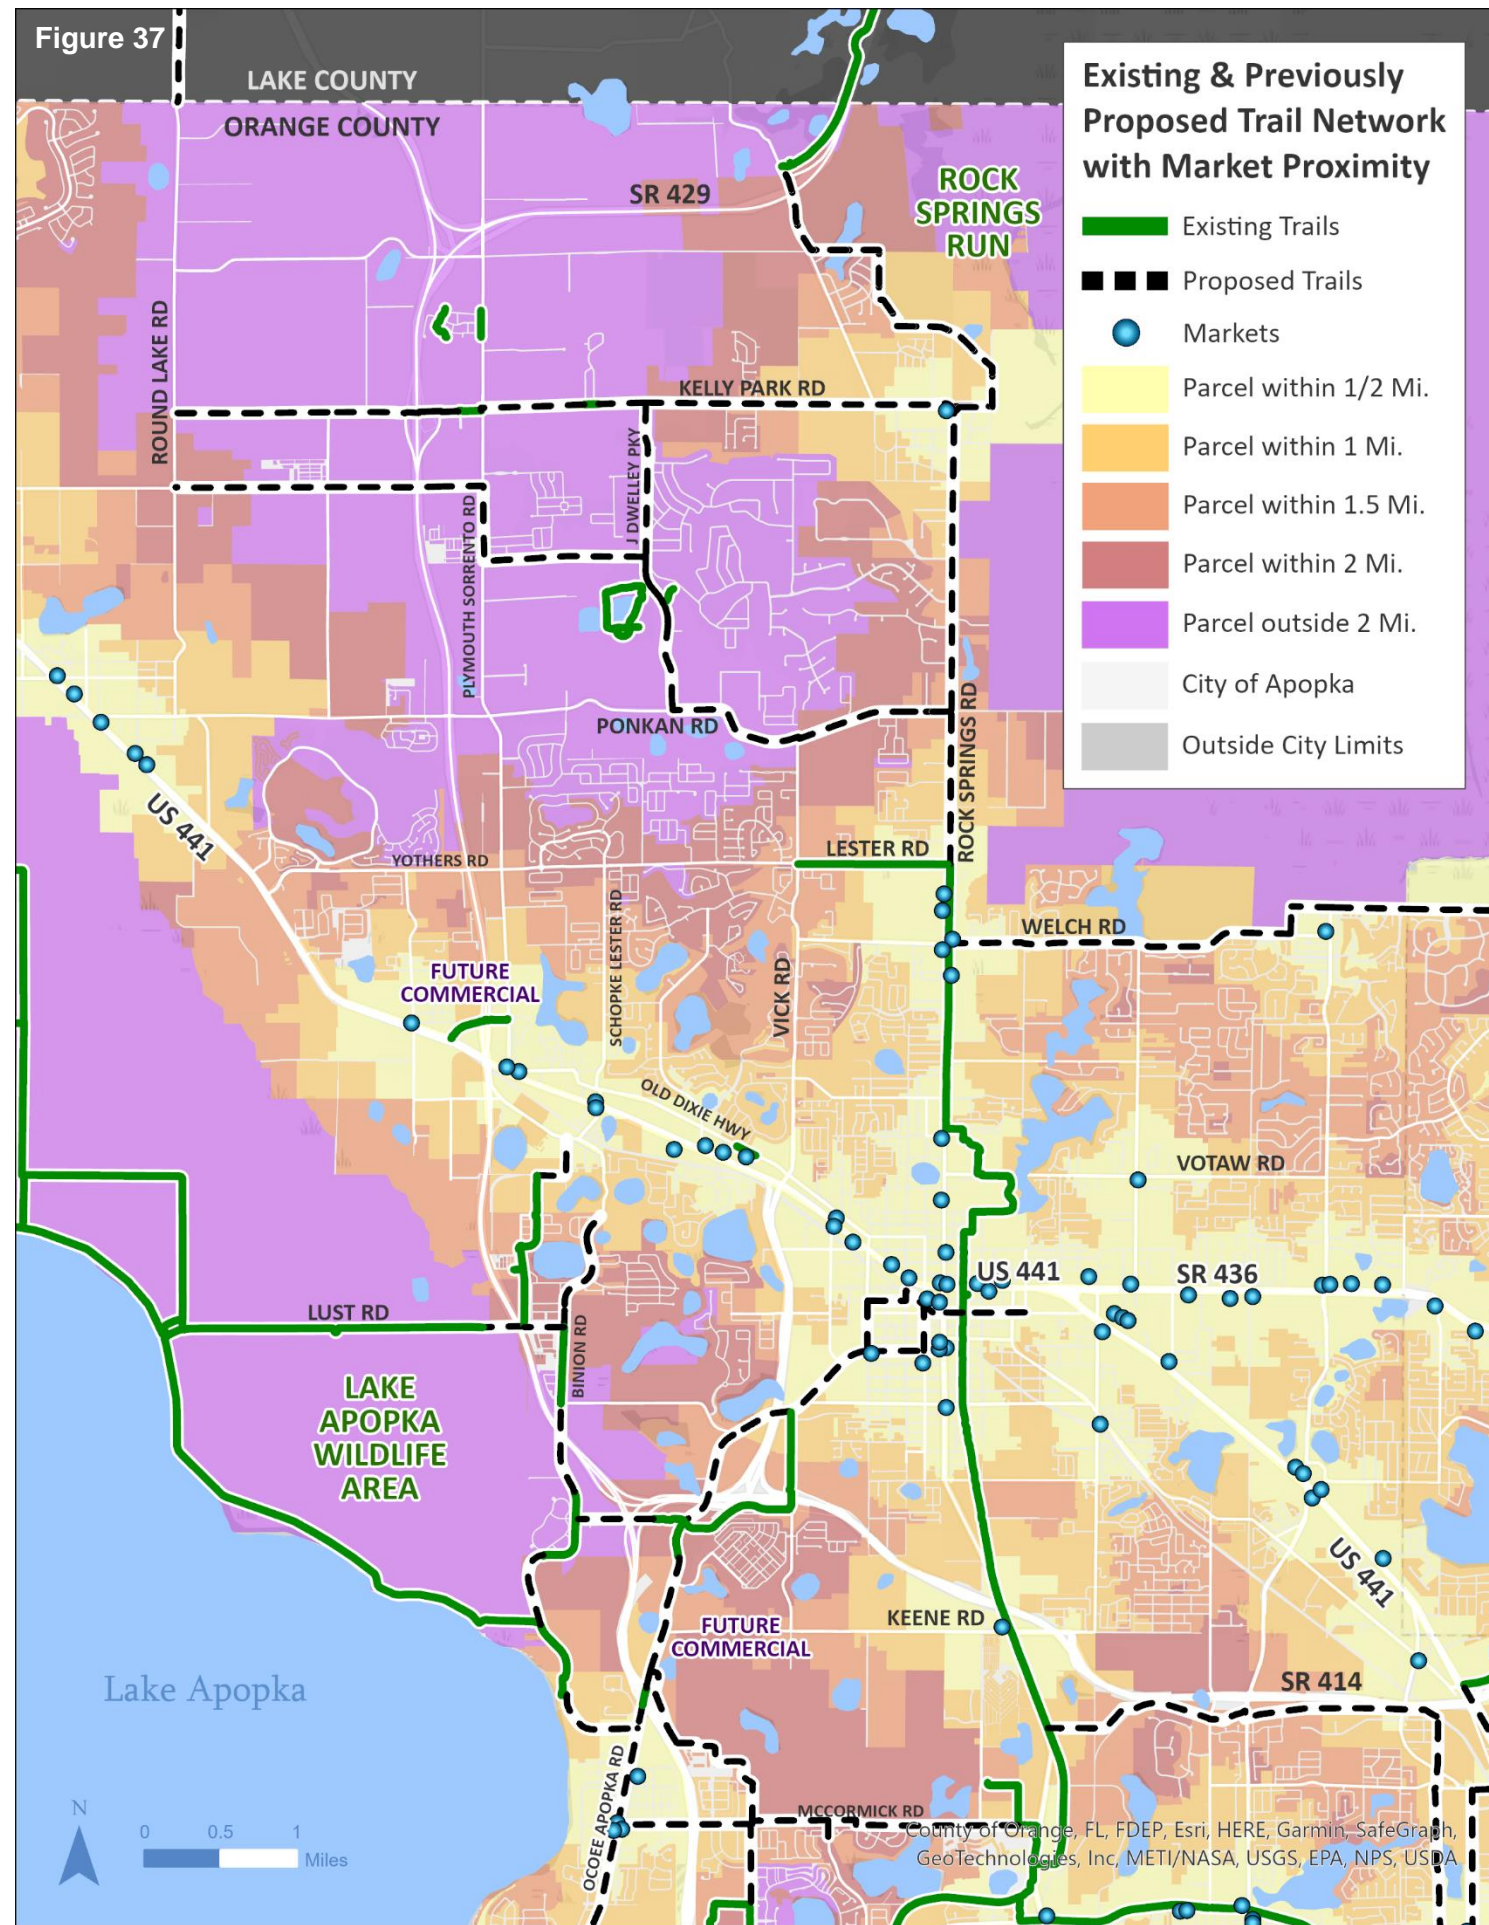 Figure 37
LAKE COUNTY
ORANGE COUNTY
SR 429
ROCK
SPRINGS
RUN
Existing & Previously
Proposed Trail Network
with Market Proximity
Existing Trails
Proposed Trails
Markets
Parcel within 1/2 Mi.
Parcel within 1 Mi.
Parcel within 1.5 Mi.
Parcel within 2 Mi.
Parcel outside 2 Mi.
City of Apopka
Outside City Limits
ROUND LAKE RD
KELLY PARK RD
J DWELLEY PKY
PLYMOUTH SORRENTO RD
PONKAN RD
ROCK SPRINGS RD
US 441
YOTHERS RD
LESTER RD
SCHOPKE LESTER RD
WELCH RD
VICK RD
FUTURE
COMMERCIAL
OLD DIXIE HWY
VOTAW RD
US 441
SR 436
LUST RD
BINION RD
LAKE
APOPKA
WILDLIFE
AREA
US 441
KEENE RD
FUTURE
COMMERCIAL
SR 414
Lake Apopka
OCOEE APOPKA RD
MCCORMICK RD
N
0 0.5 1
Miles
County of Orange, FL, FDEP, Esri, HERE, Garmin, SafeGraph,
GeoTechnologies, Inc, METI/NASA, USGS, EPA, NPS, USDA